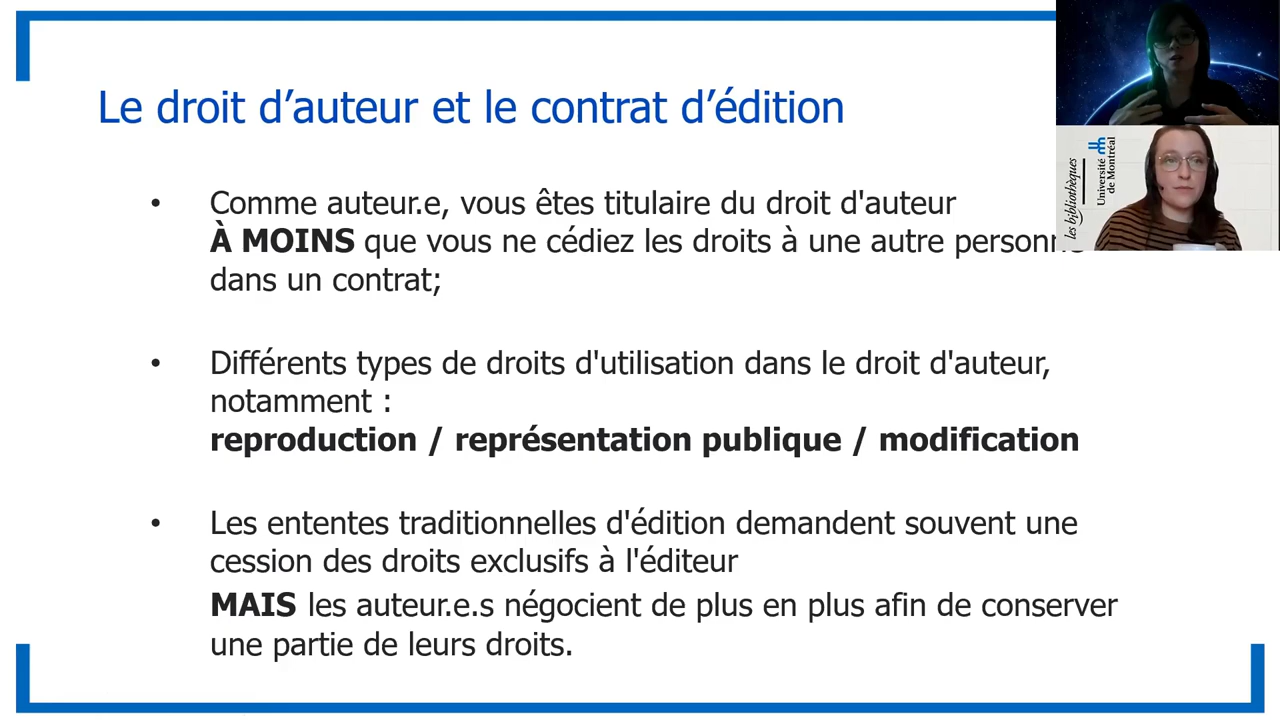 Le droit d’auteur et le contrat d’édition
• Comme auteur.e, vous êtes titulaire du droit d'auteur
À MOINS que vous ne cédiez les droits à une autre personne
dans un contrat;
• Différents types de droits d'utilisation dans le droit d'auteur,
notamment :
reproduction / représentation publique / modification
• Les ententes traditionnelles d'édition demandent souvent une
cession des droits exclusifs à l'éditeur
MAIS les auteur.e.s négocient de plus en plus afin de conserver
une partie de leurs droits.
les bibliothèques
Université
de Montréal